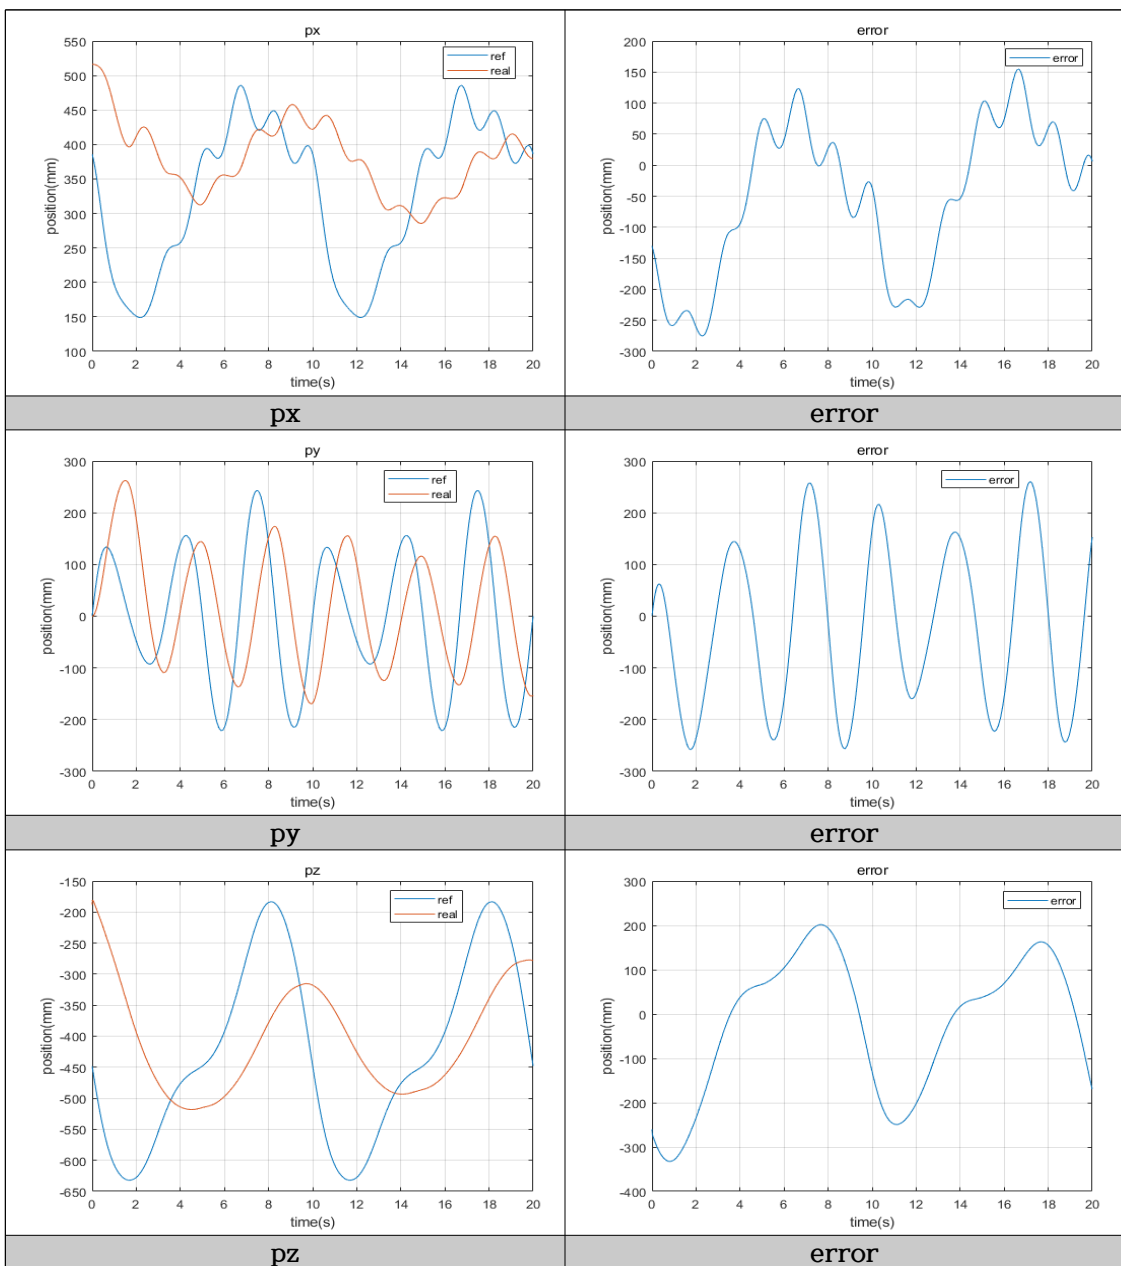 px
error
550
500
450
400
350
300
250
200
150
100
position(mm)
ref
real
0 2 4 6 8 10 12 14 16 18 20
time(s)
200
150
100
50
0
-50
-100
-150
-200
-250
-300
position(mm)
error
0 2 4 6 8 10 12 14 16 18 20
time(s)
px
error
py
error
300
200
100
0
-100
-200
-300
position(mm)
ref
real
0 2 4 6 8 10 12 14 16 18 20
time(s)
300
200
100
0
-100
-200
-300
position(mm)
error
0 2 4 6 8 10 12 14 16 18 20
time(s)
py
error
pz
error
-150
-200
-250
-300
-350
-400
-450
-500
-550
-600
-650
position(mm)
ref
real
0 2 4 6 8 10 12 14 16 18 20
time(s)
300
200
100
0
-100
-200
-300
-400
position(mm)
error
0 2 4 6 8 10 12 14 16 18 20
time(s)
pz
error